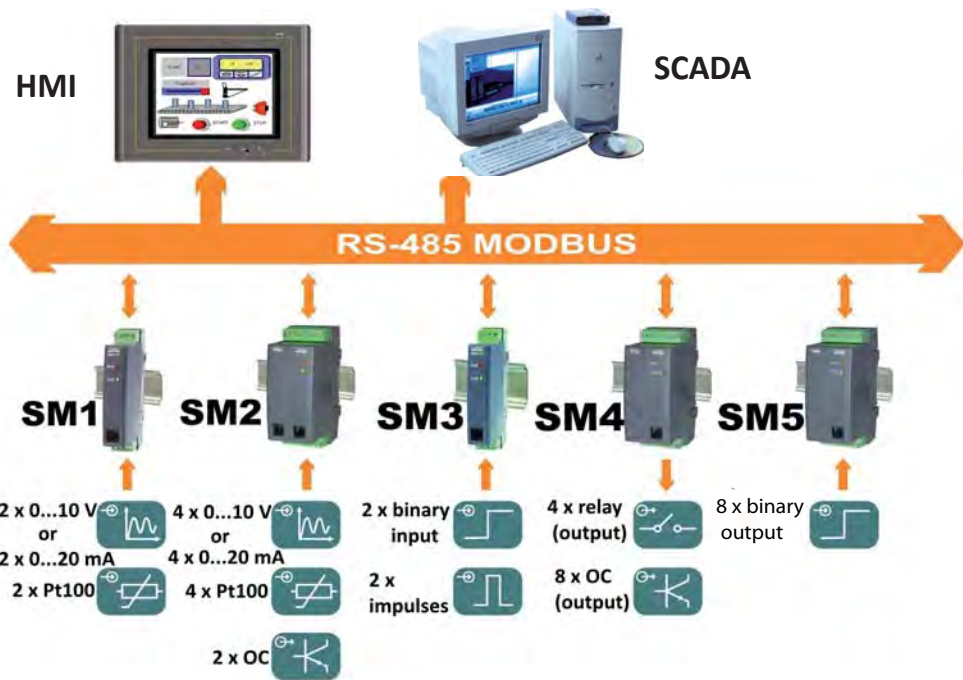 HMI
SCADA
RS-485 MODBUS
SM1
SM2
SM3
SM4
SM5
2 x 0...10 V
or
2 x 0...20 mA
2 x Pt100
4 x 0...10 V
or
4 x 0...20 mA
4 x Pt100
2 x OC
2 x binary
input
2 x
impulses
4 x relay
(output)
8 x OC
(output)
8 x binary
output